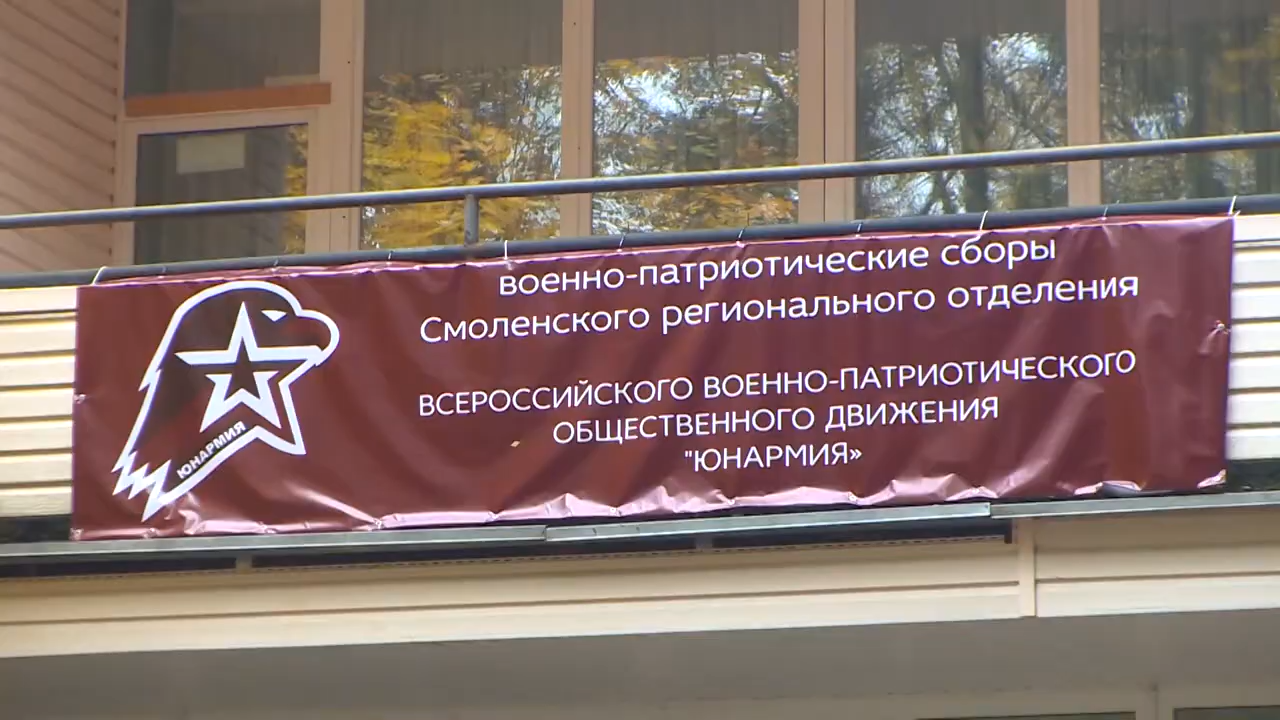 военно-патриотические сборы
Смоленского регионального отделения
ВСЕРОССИЙСКОГО ВОЕННО-ПАТРИОТИЧЕСКОГО
ОБЩЕСТВЕННОГО ДВИЖЕНИЯ
"ЮНАРМИЯ»
ЮНАРМИЯ